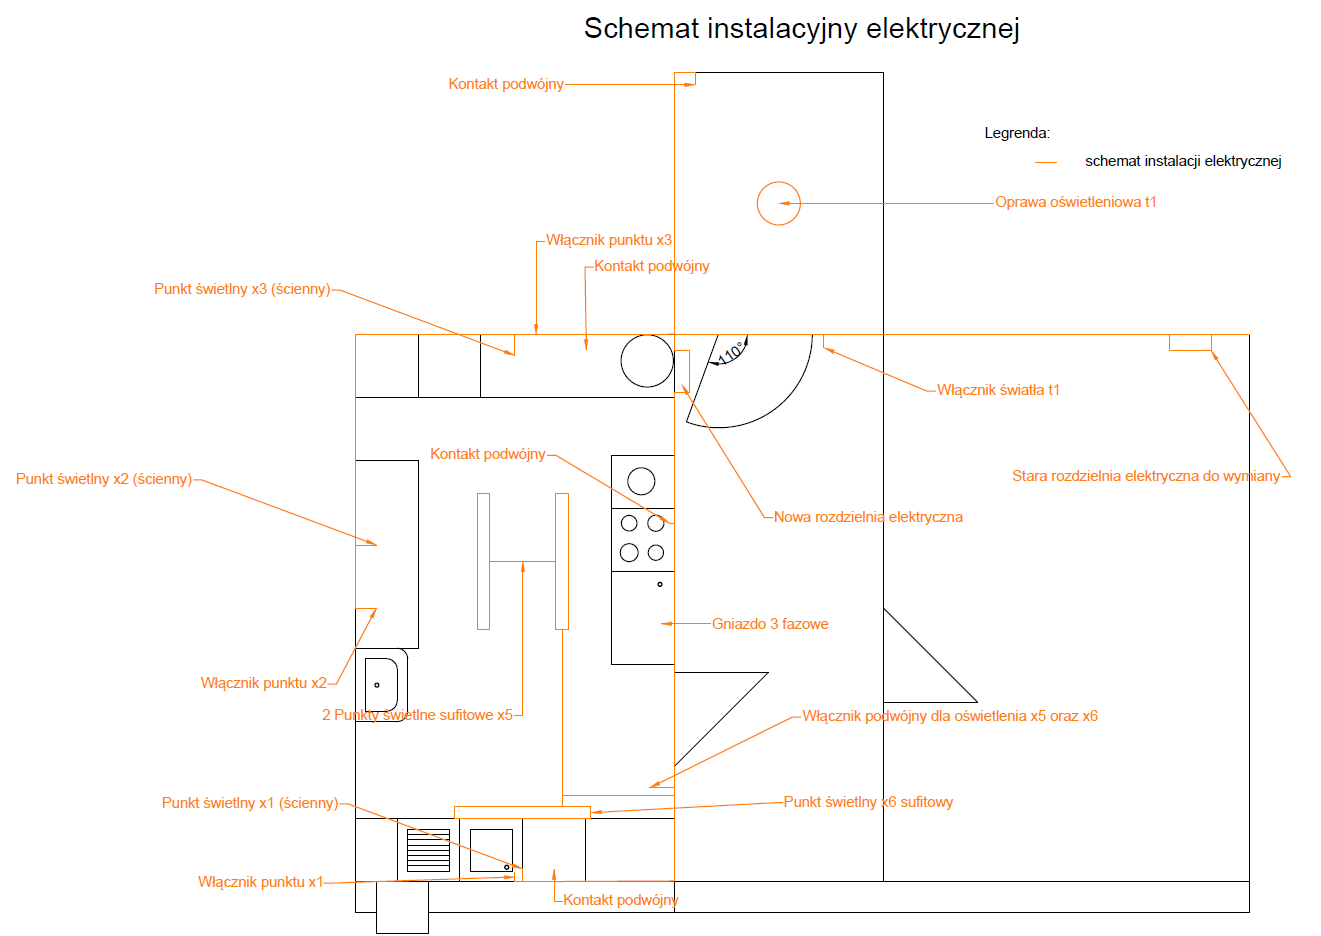 Schemat instalacyjny elektrycznej
Kontakt podwójny
Legrenda:
schemat instalacji elektrycznej
Oprawa oświetleniowa t1
Włącznik punktu x3
Kontakt podwójny
Punkt świetlny x3 (ścienny)
110°
Włącznik światła t1
Kontakt podwójny
Punkt świetlny x2 (ścienny)
Stara rozdzielnia elektryczna do wymiany
Nowa rozdzielnia elektryczna
Gniazdo 3 fazowe
Włącznik punktu x2
2 Punkty świetlne sufitowe x5
Włącznik podwójny dla oświetlenia x5 oraz x6
Punkt świetlny x1 (ścienny)
Punkt świetlny x6 sufitowy
Włącznik punktu x1
Kontakt podwójny